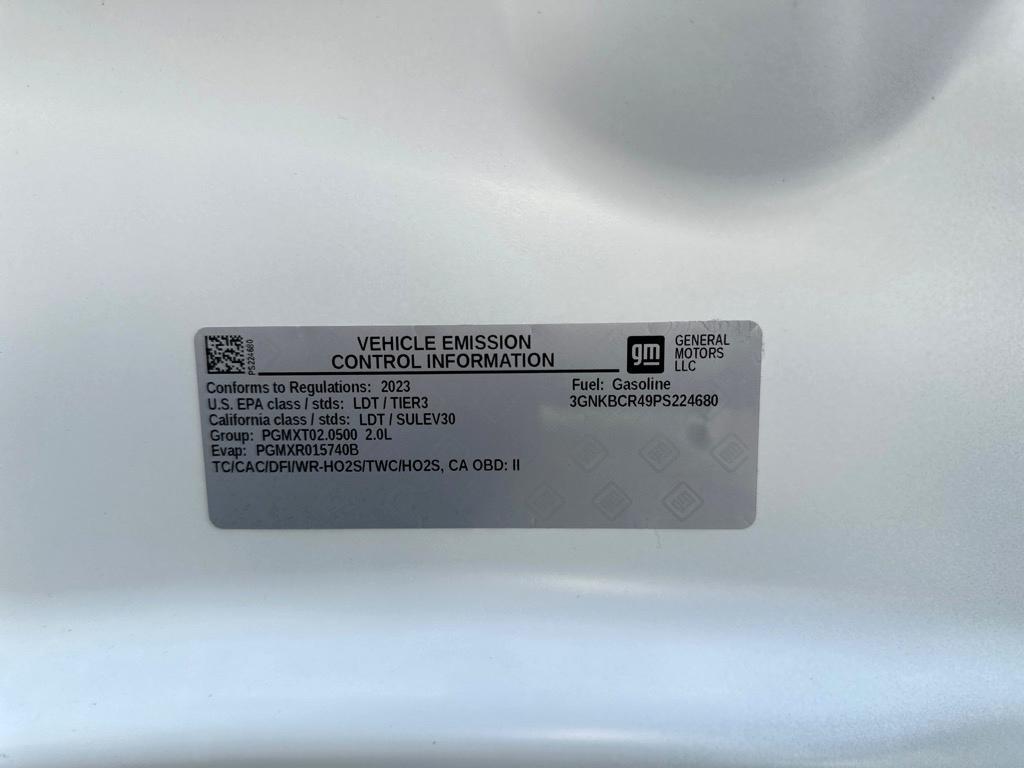 VEHICLE EMISSION
CONTROL INFORMATION
PS224680
gm
GENERAL
MOTORS
LLC
Conforms to Regulations: 2023
U.S. EPA class / stds: LDT / TIER3
California class / stds: LDT / SULEV30
Group: PGMXT02.0500 2.0L
Evap: PGMXR015740B
TC/CAC/DFI/WR-HO2S/TWC/HO2S, CA OBD: II
Fuel: Gasoline
3GNKBCR49PS224680